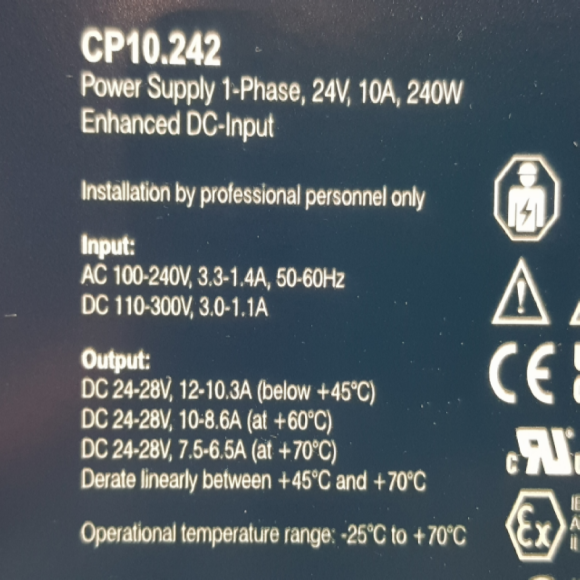 CP10.242
Power Supply 1-Phase, 24V, 10A, 240W
Enhanced DC-Input
Installation by professional personnel only
Input:
AC 100-240V, 3.3-1.4A, 50-60Hz
DC 110-300V, 3.0-1.1A
Output:
DC 24-28V, 12-10.3A (below +45°C)
DC 24-28V, 10-8.6A (at +60°C)
DC 24-28V, 7.5-6.5A (at +70°C)
Derate linearly between +45°C and +70°C
Operational temperature range: -25°C to +70°C
CE
c RU
Ex